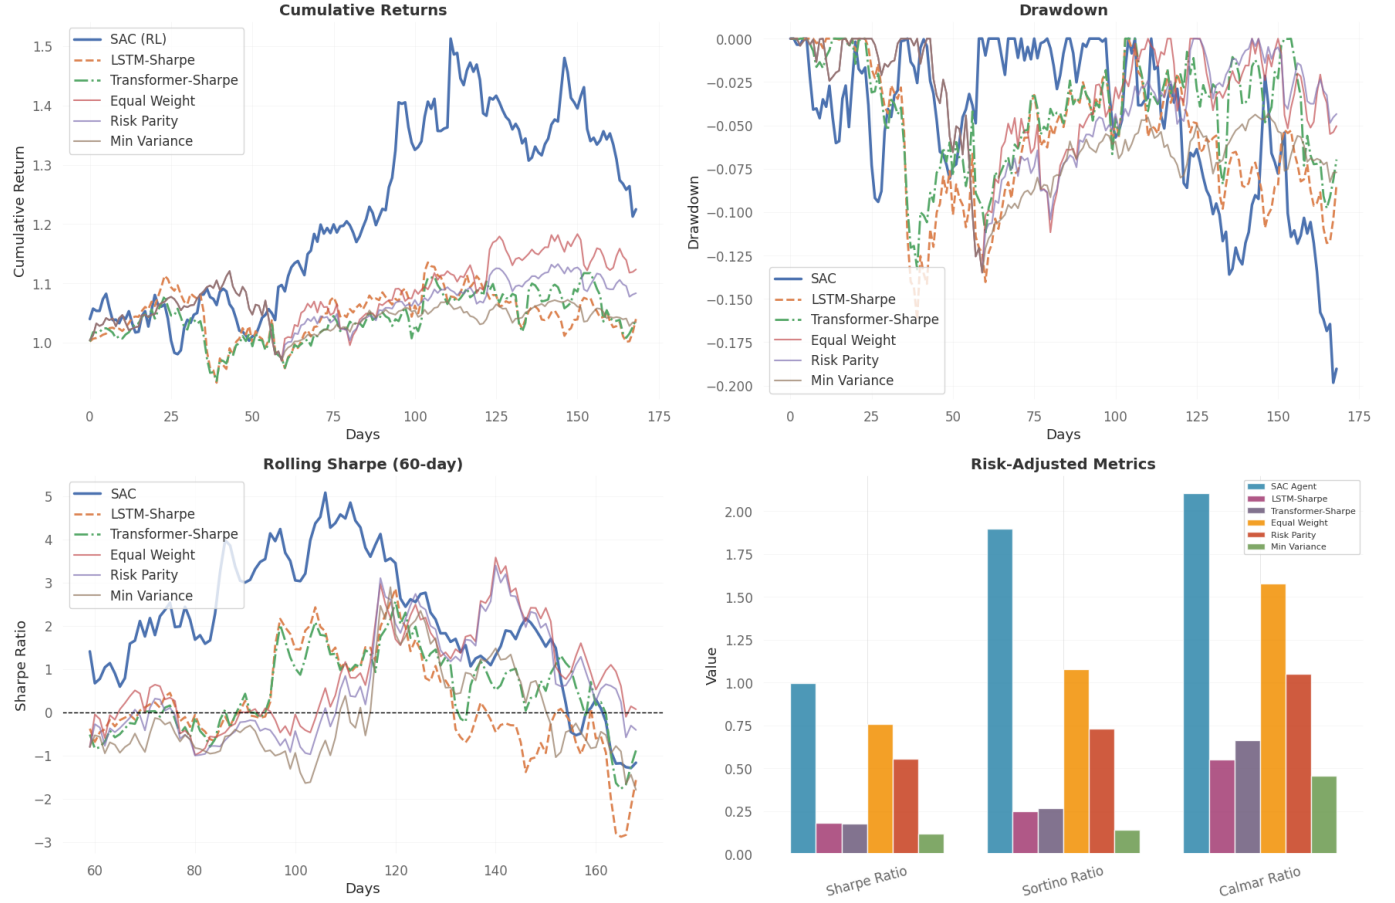 Cumulative Returns
SAC (RL)
LSTM-Sharpe
Transformer-Sharpe
Equal Weight
Risk Parity
Min Variance
Cumulative Return
1.5
1.4
1.3
1.2
1.1
1.0
0 25 50 75 100 125 150 175
Days
Drawdown
Drawdown
0.000
−0.025
−0.050
−0.075
−0.100
−0.125
−0.150
−0.175
−0.200
SAC
LSTM-Sharpe
Transformer-Sharpe
Equal Weight
Risk Parity
Min Variance
0 25 50 75 100 125 150 175
Days
Rolling Sharpe (60-day)
SAC
LSTM-Sharpe
Transformer-Sharpe
Equal Weight
Risk Parity
Min Variance
Sharpe Ratio
5
4
3
2
1
0
−1
−2
−3
60 80 100 120 140 160
Days
Risk-Adjusted Metrics
SAC Agent
LSTM-Sharpe
Transformer-Sharpe
Equal Weight
Risk Parity
Min Variance
Value
2.00
1.75
1.50
1.25
1.00
0.75
0.50
0.25
0.00
Sharpe Ratio
Sortino Ratio
Calmar Ratio